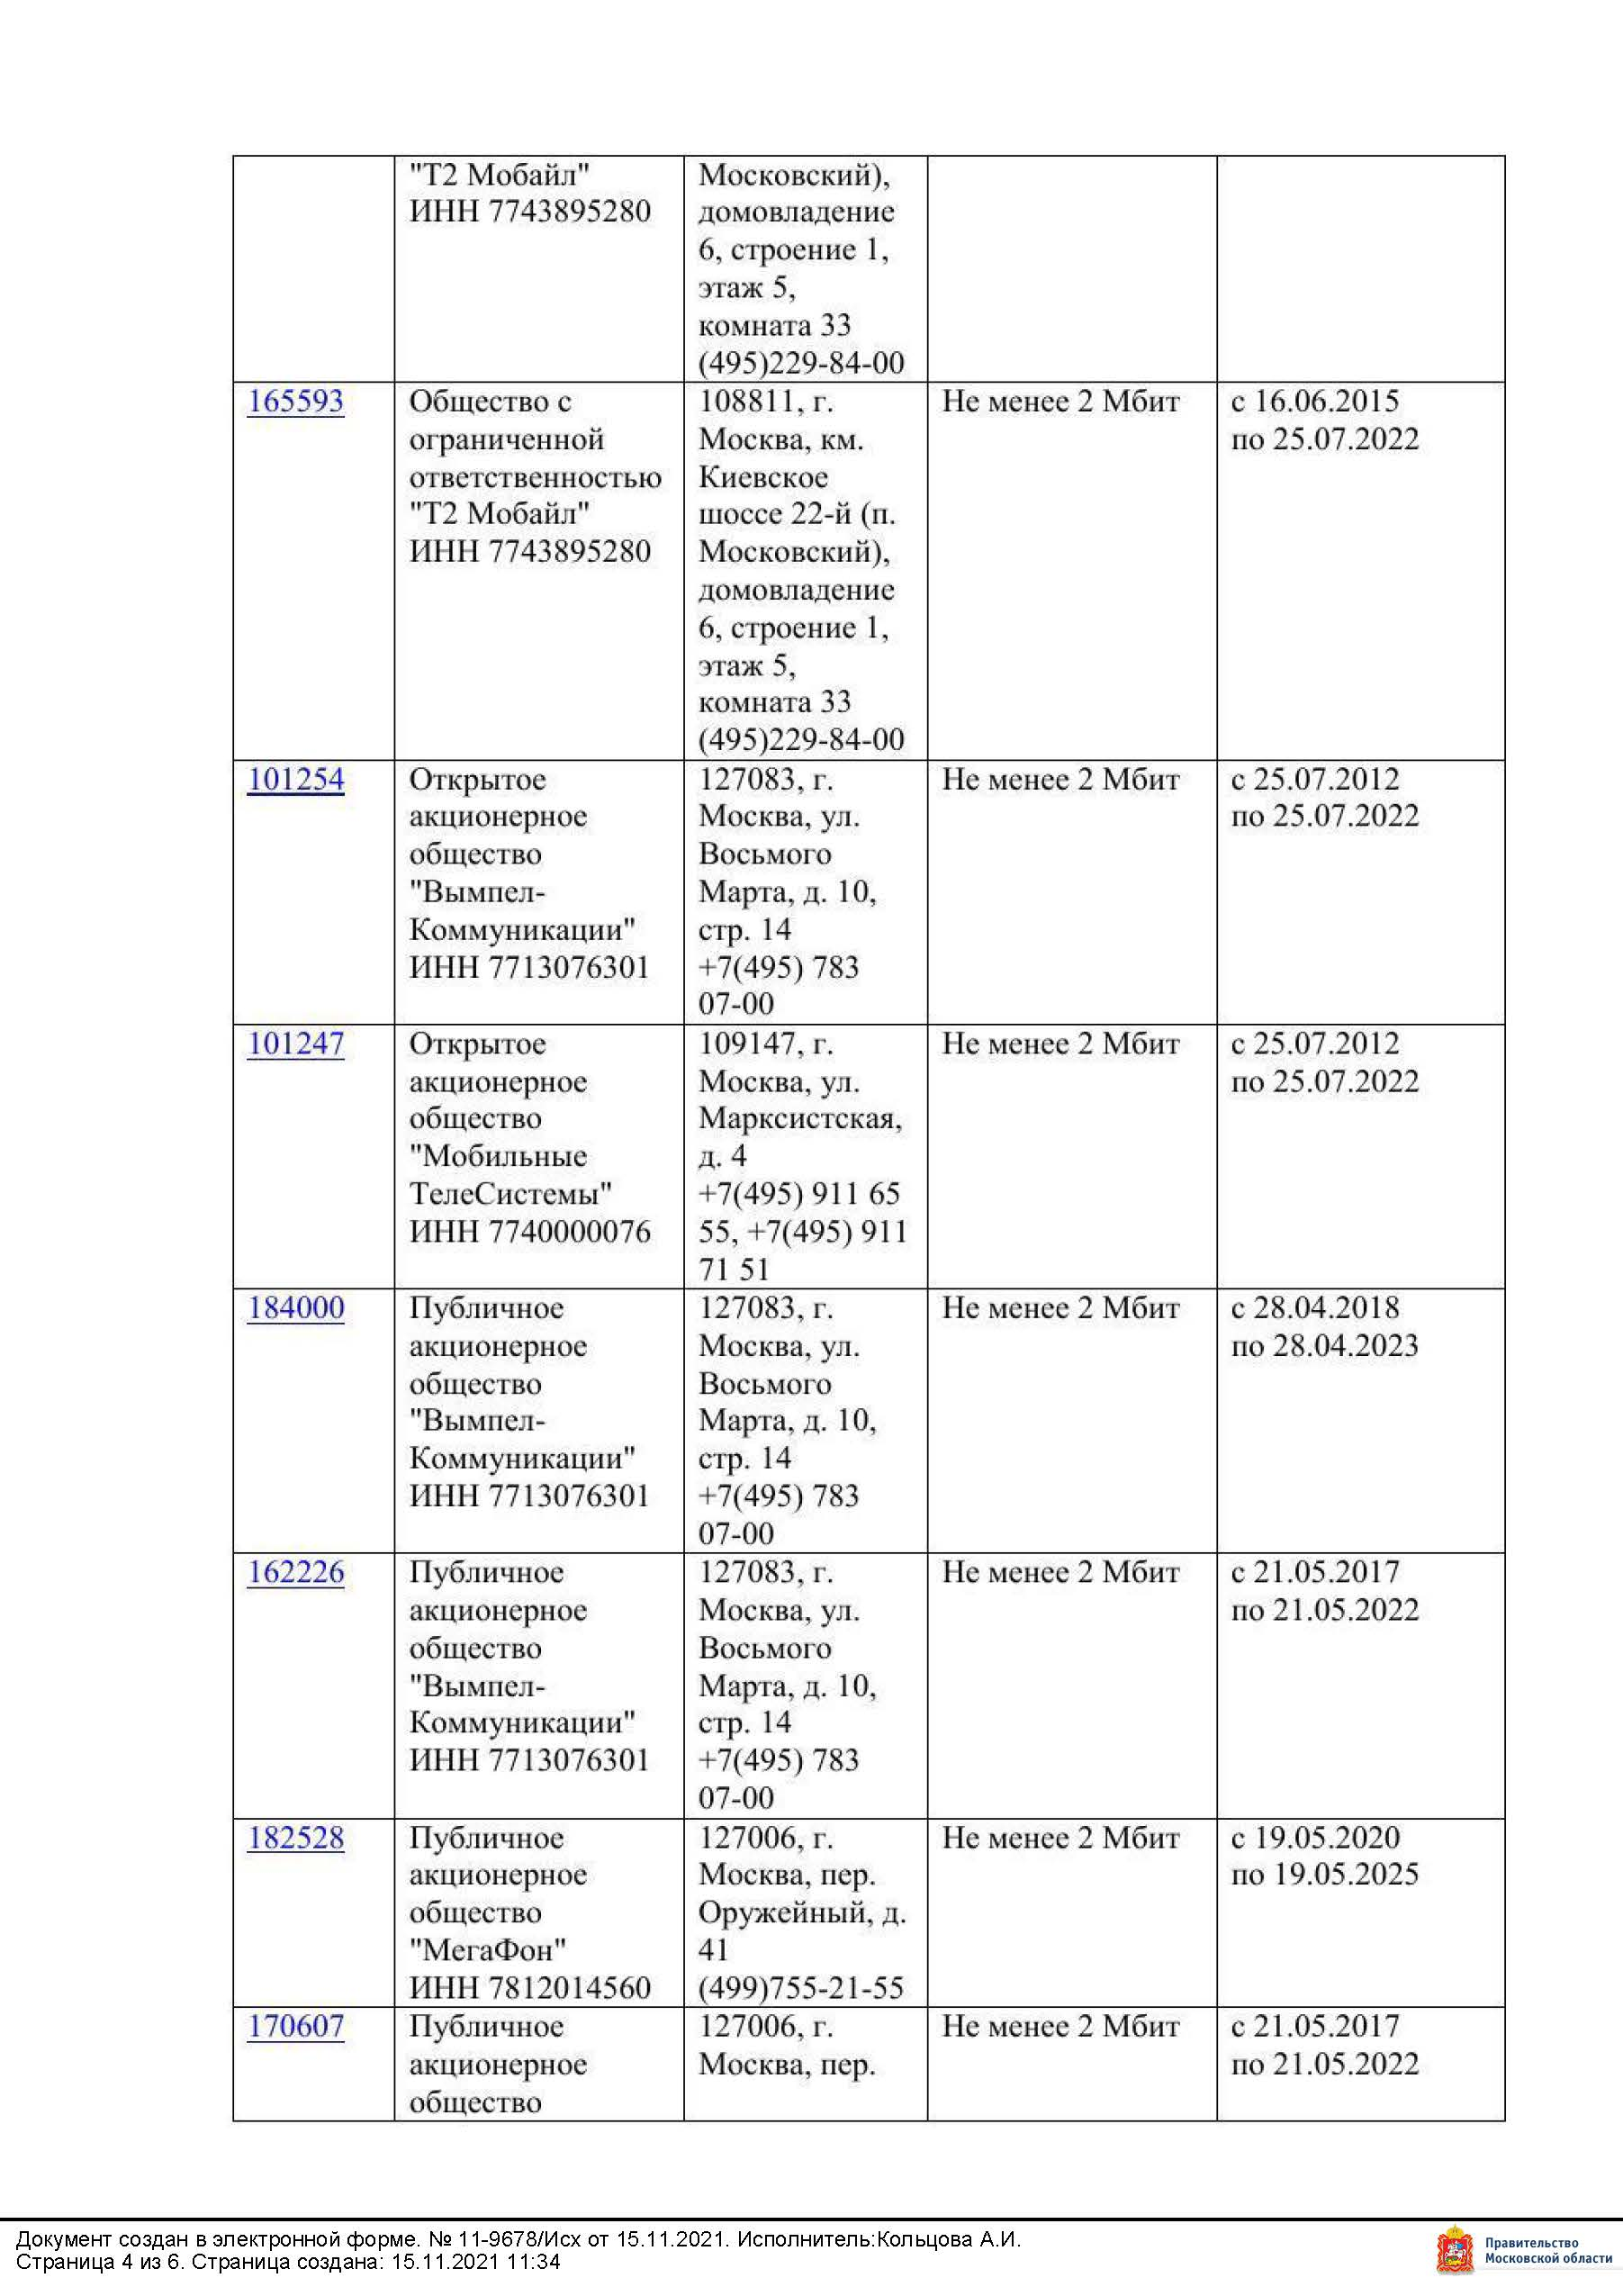 "Т2 Мобайл"
ИНН 7743895280
Московский),
домовладение
6, строение 1,
этаж 5,
комната 33
(495)229-84-00
165593
Общество с
ограниченной
ответственностью
"Т2 Мобайл"
ИНН 7743895280
108811, г.
Москва, км.
Киевское
шоссе 22-й (п.
Московский),
домовладение
6, строение 1,
этаж 5,
комната 33
(495)229-84-00
Не менее 2 Мбит
с 16.06.2015
по 25.07.2022
101254
Открытое
акционерное
общество
"Вымпел-
Коммуникации"
ИНН 7713076301
127083, г.
Москва, ул.
Восьмого
Марта, д. 10,
стр. 14
+7(495) 783
07-00
Не менее 2 Мбит
с 25.07.2012
по 25.07.2022
101247
Открытое
акционерное
общество
"Мобильные
ТелеСистемы"
ИНН 7740000076
109147, г.
Москва, ул.
Марксистская,
д. 4
+7(495) 911 65
55, +7(495) 911
71 51
Не менее 2 Мбит
с 25.07.2012
по 25.07.2022
184000
Публичное
акционерное
общество
"Вымпел-
Коммуникации"
ИНН 7713076301
127083, г.
Москва, ул.
Восьмого
Марта, д. 10,
стр. 14
+7(495) 783
07-00
Не менее 2 Мбит
с 28.04.2018
по 28.04.2023
162226
Публичное
акционерное
общество
"Вымпел-
Коммуникации"
ИНН 7713076301
127083, г.
Москва, ул.
Восьмого
Марта, д. 10,
стр. 14
+7(495) 783
07-00
Не менее 2 Мбит
с 21.05.2017
по 21.05.2022
182528
Публичное
акционерное
общество
"МегаФон"
ИНН 7812014560
127006, г.
Москва, пер.
Оружейный, д.
41
(499)755-21-55
Не менее 2 Мбит
с 19.05.2020
по 19.05.2025
170607
Публичное
акционерное
общество
127006, г.
Москва, пер.
Не менее 2 Мбит
с 21.05.2017
по 21.05.2022
Документ создан в электронной форме. № 11-9678/Исх от 15.11.2021. Исполнитель:Кольцова А.И.
Страница 4 из 6. Страница создана: 15.11.2021 11:34
Правительство
Московской области